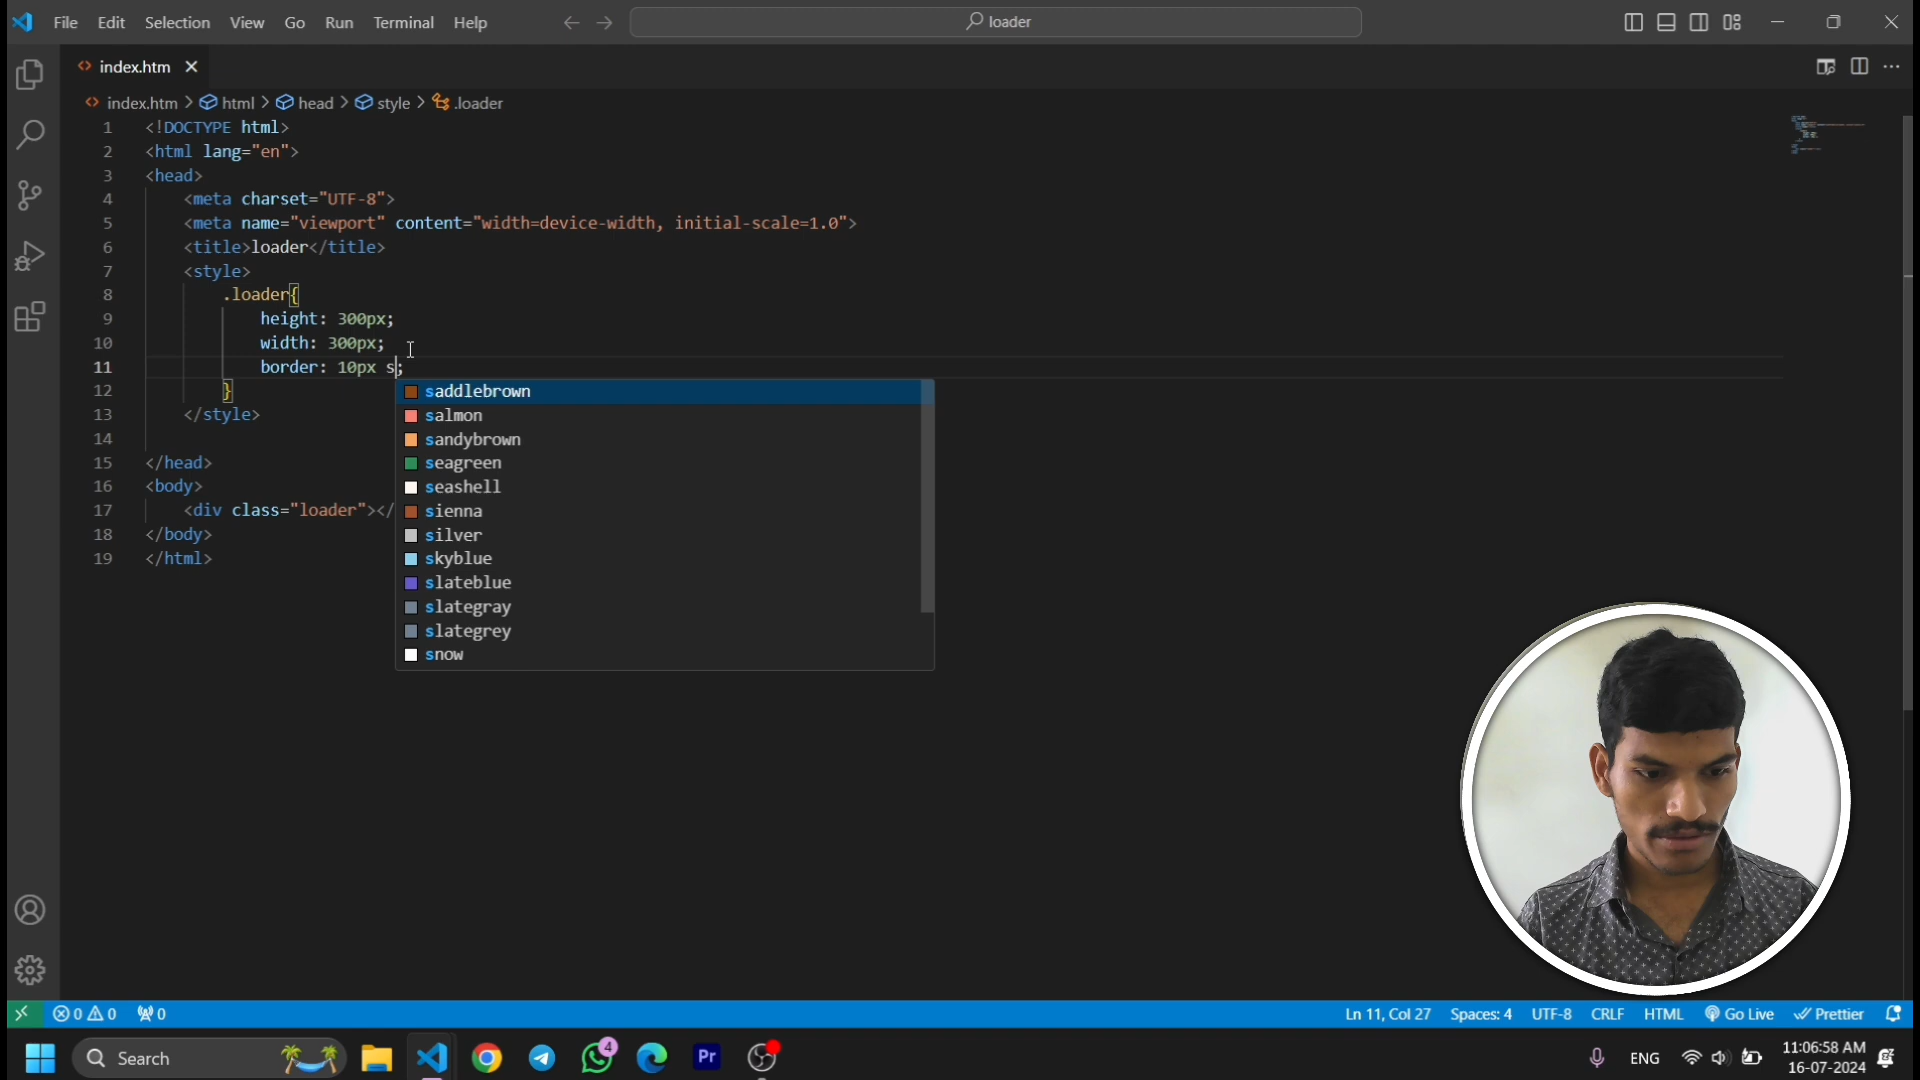 File Edit Selection View Go Run Terminal Help
loader
index.htm
index.htm > html > head > style > .loader
1 <!DOCTYPE html>
2 <html lang="en">
3 <head>
4 <meta charset="UTF-8">
5 <meta name="viewport" content="width=device-width, initial-scale=1.0">
6 <title>loader</title>
7 <style>
8 .loader{
9 height: 300px;
10 width: 300px;
11 border: 10px s;
12 }
13 </style>
14
15 </head>
16 <body>
17 <div class="loader"></
18 </body>
19 </html>
saddlebrown
salmon
sandybrown
seagreen
seashell
sienna
silver
skyblue
slateblue
slategray
slategrey
snow
0 0 0 Ln 11, Col 27 Spaces: 4 UTF-8 CRLF HTML Go Live Prettier
Search 4 Pr ENG 11:06:58 AM
16-07-2024